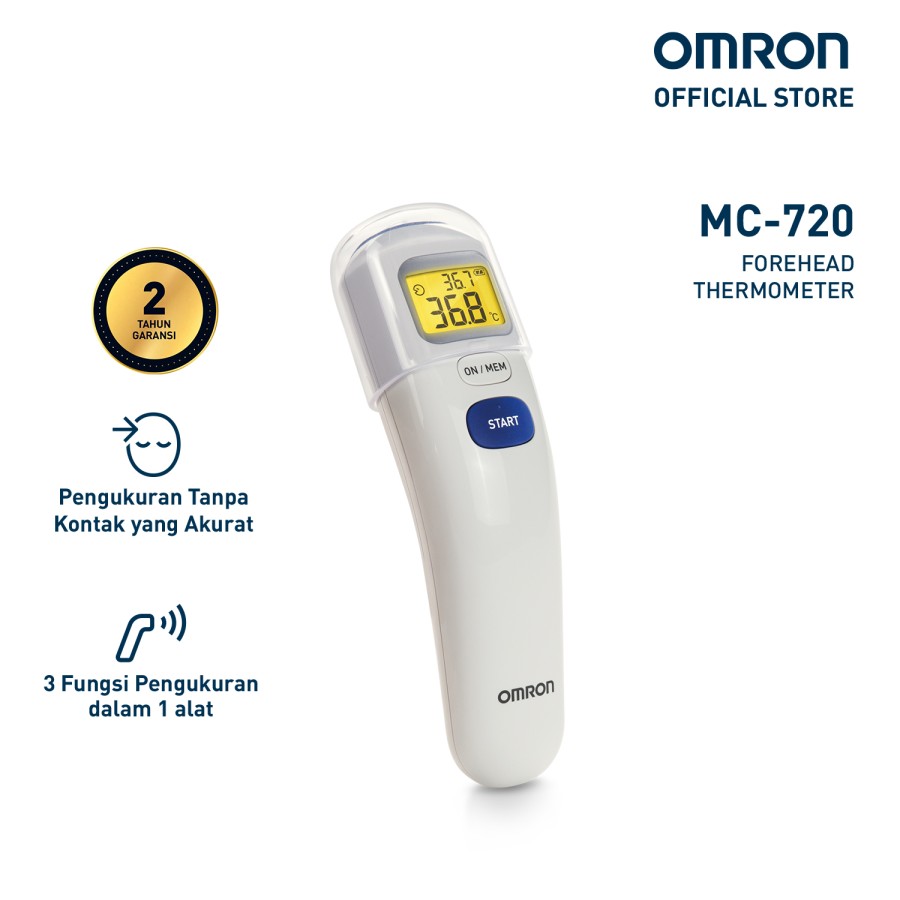 OMRON
OFFICIAL STORE
MC-720
FOREHEAD
THERMOMETER
2
TAHUN
GARANSI
Pengukuran Tanpa
Kontak yang Akurat
3 Fungsi Pengukuran
dalam 1 alat
36.7
36.8 °C
ON / MEM
START
OMRON